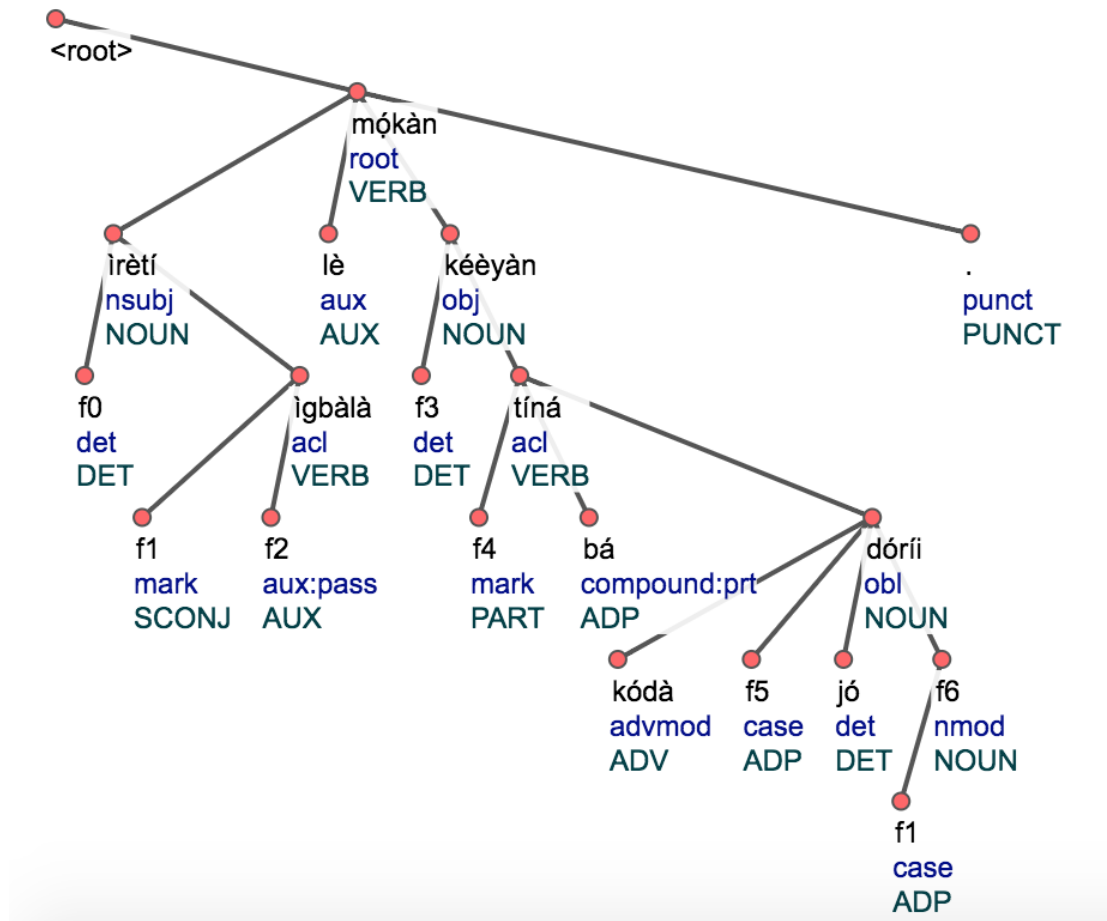 <root>
mọ́kàn
root
VERB
ìrètí lè kéèyàn .
nsubj aux obj punct
NOUN AUX NOUN PUNCT
f0 ìgbàlà f3 tíná
det acl det acl
DET VERB DET VERB
f1 f2 f4 bá dóríi
mark aux:pass mark compound:prt obl
SCONJ AUX PART ADP NOUN
kódà f5 jó f6
advmod case det nmod
ADV ADP DET NOUN
f1
case
ADP